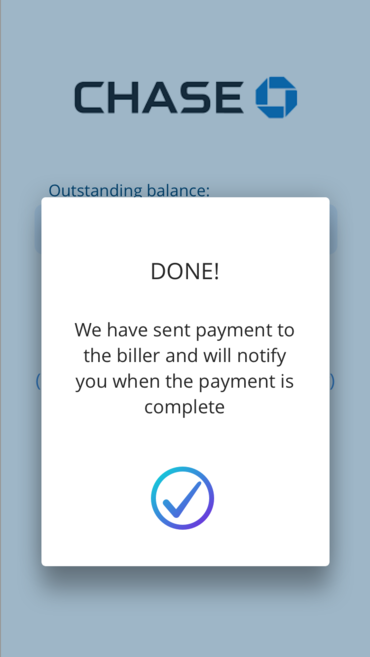 CHASE
Outstanding balance:
DONE!
We have sent payment to
the biller and will notify
you when the payment is
complete
(
)